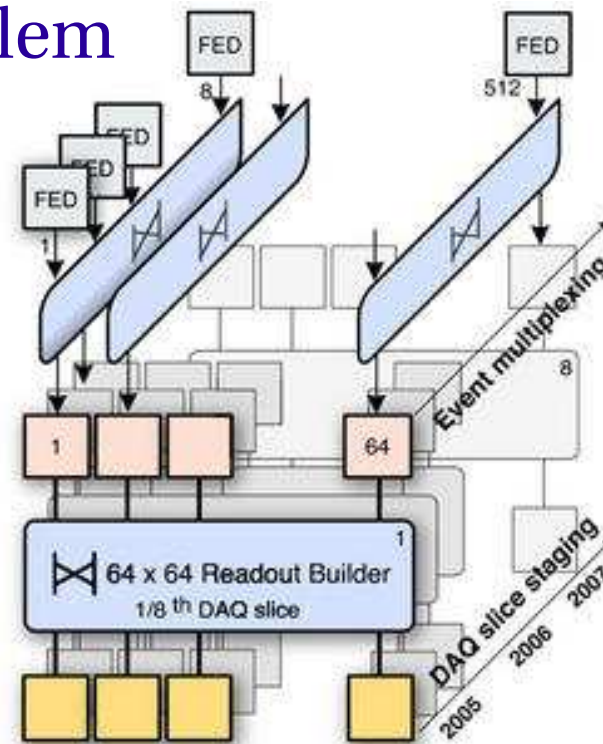 lem
FED
FED
8
512
FED
FED
FED
1
Event multiplexing
8
1
64
1
64 x 64 Readout Builder
1/8 th DAQ slice
DAQ slice staging
2005
2006
2007